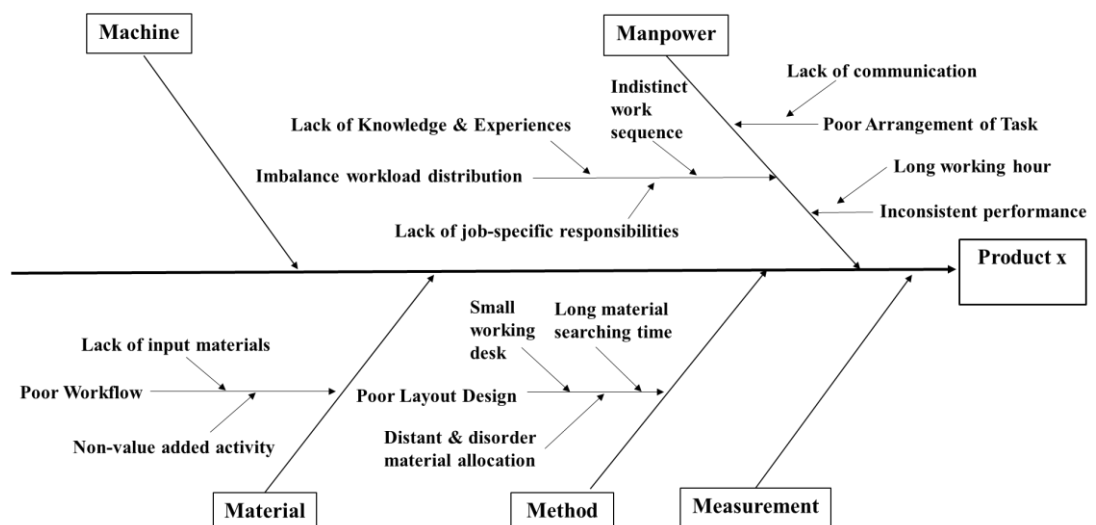 Machine
Manpower
Lack of communication
Indistinct
work
sequence
Lack of Knowledge & Experiences
Poor Arrangement of Task
Long working hour
Imbalance workload distribution
Inconsistent performance
Lack of job-specific responsibilities
Product x
Small
working
desk
Long material
searching time
Lack of input materials
Poor Workflow
Poor Layout Design
Non-value added activity
Distant & disorder
material allocation
Material
Method
Measurement